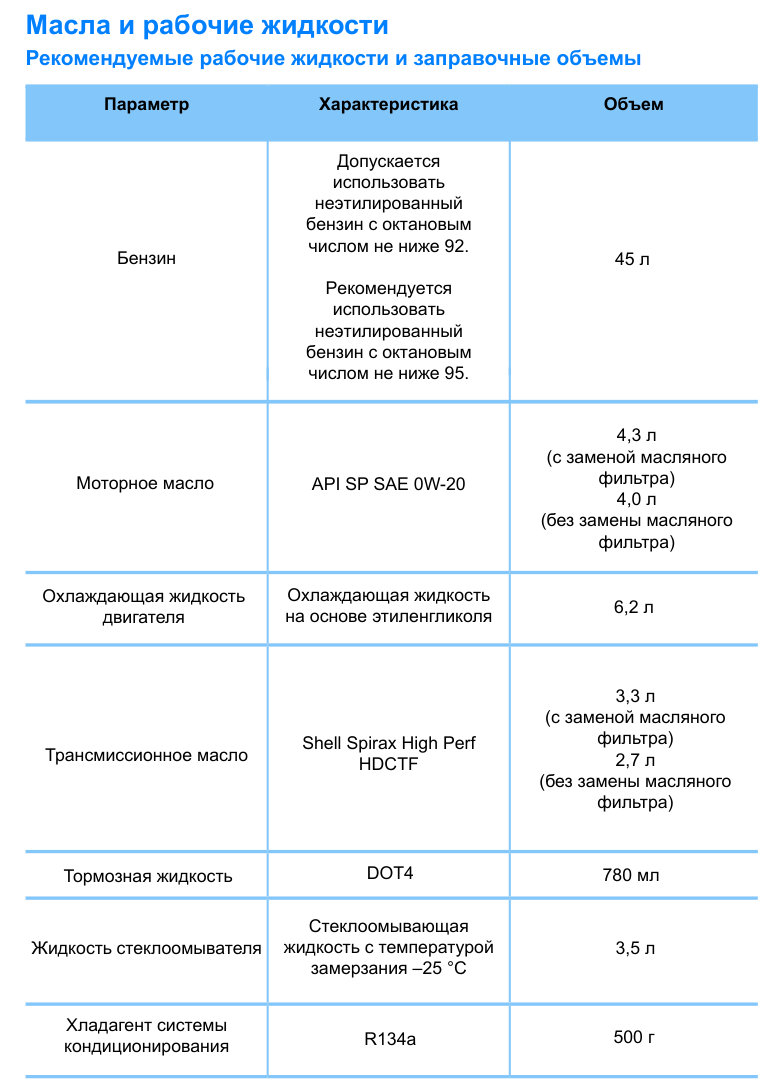 Масла и рабочие жидкости
Рекомендуемые рабочие жидкости и заправочные объемы
Параметр
Характеристика
Объем
Бензин
Допускается
использовать
неэтилированный
бензин с октановым
числом не ниже 92.
Рекомендуется
использовать
неэтилированный
бензин с октановым
числом не ниже 95.
45 л
Моторное масло
API SP SAE 0W-20
4,3 л
(с заменой масляного
фильтра)
4,0 л
(без замены масляного
фильтра)
Охлаждающая жидкость
двигателя
Охлаждающая жидкость
на основе этиленгликоля
6,2 л
Трансмиссионное масло
Shell Spirax High Perf
HDCTF
3,3 л
(с заменой масляного
фильтра)
2,7 л
(без замены масляного
фильтра)
Тормозная жидкость
DOT4
780 мл
Жидкость стеклоомывателя
Стеклоомывающая
жидкость с температурой
замерзания –25 °C
3,5 л
Хладагент системы
кондиционирования
R134a
500 г